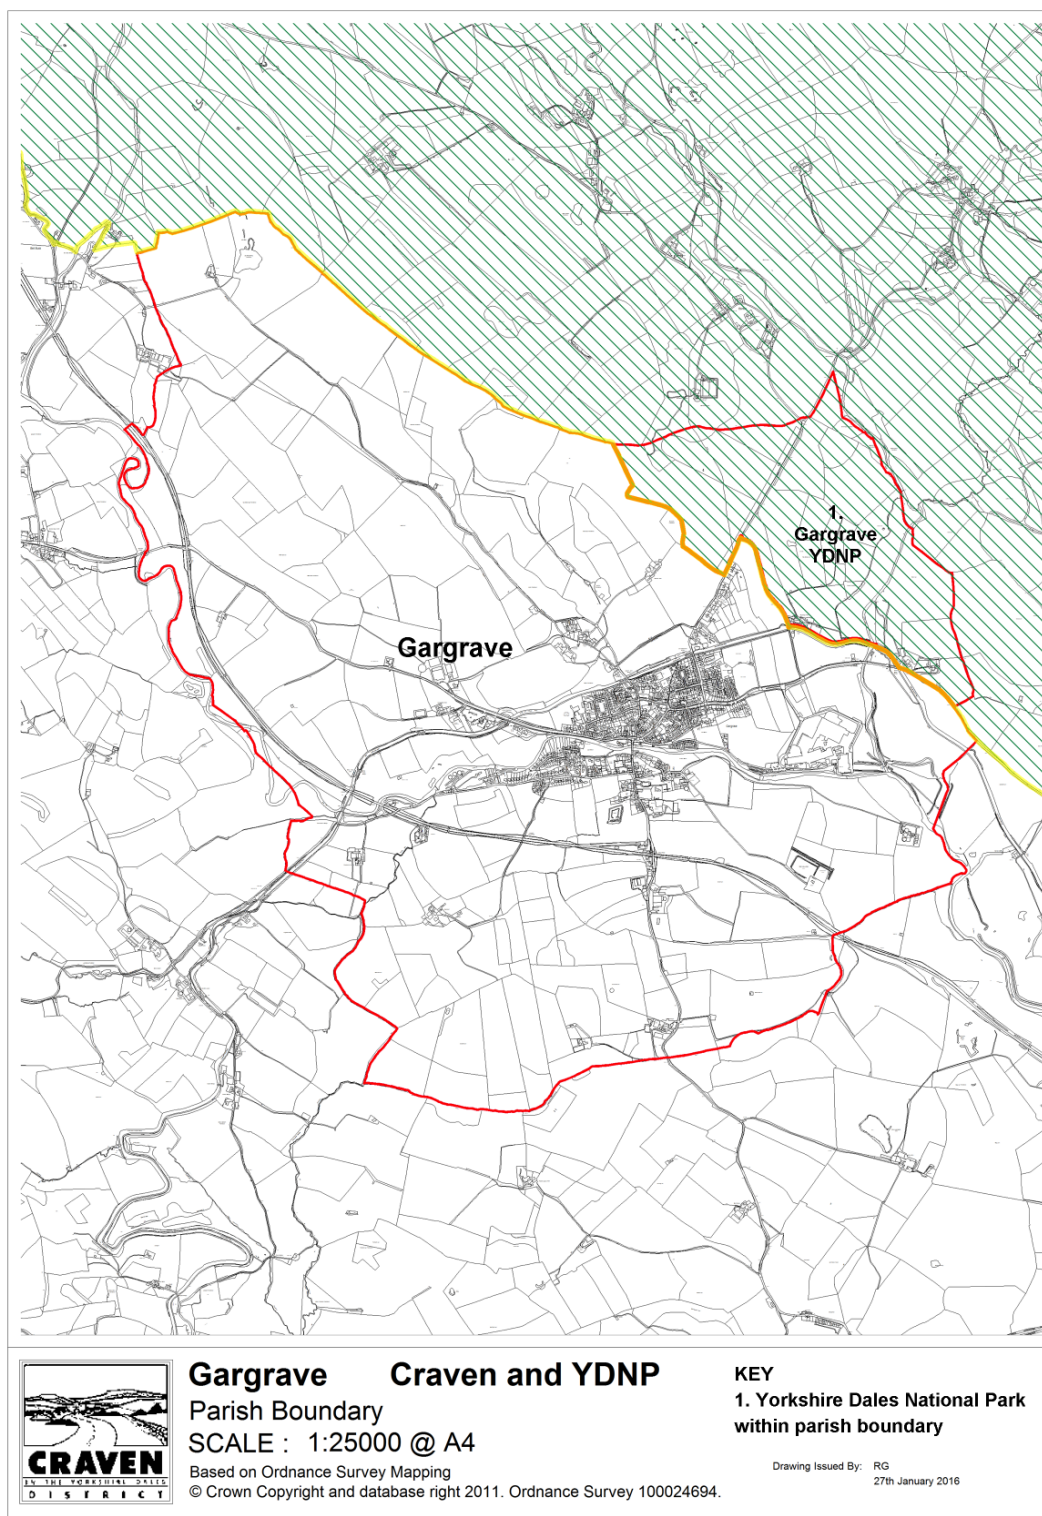 1.
Gargrave
YDNP
Gargrave
CRAVEN
IN THE YORKSHIRE DALES
DISTRICT
Gargrave Craven and YDNP
Parish Boundary
SCALE : 1:25000 @ A4
Based on Ordnance Survey Mapping
© Crown Copyright and database right 2011. Ordnance Survey 100024694.
KEY
1. Yorkshire Dales National Park
within parish boundary
Drawing Issued By: RG
27th January 2016